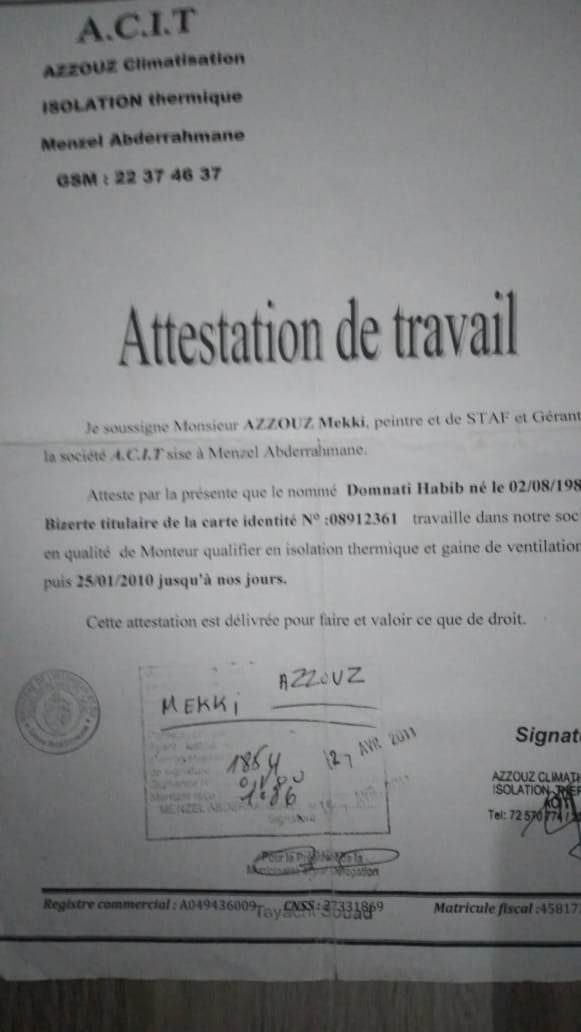 A.C.I.T
AZZOUZ Climatisation
ISOLATION thermique
Menzel Abderrahmane
GSM : 22 37 46 37
Attestation de travail
Je soussigne Monsieur AZZOUZ Mekki, peintre et de STAF et Gérant
la société A.C.I.T sise à Menzel Abderrahmane.
Atteste par la présente que le nommé Domnati Habib né le 02/08/198
Bizerte titulaire de la carte identité N° :08912361 travaille dans notre soc
en qualité de Monteur qualifier en isolation thermique et gaine de ventilation
puis 25/01/2010 jusqu'à nos jours.
Cette attestation est délivrée pour faire et valoir ce que de droit.
MEKKi AZZOUZ
1864
27 AVR 2011
Signat
AZZOUZ CLIMATI
ISOLATION
Tel: 72 570 774
Registre commercial : A049436009 CNSS : 27331869 Matricule fiscal :45817
Tayachi Souad